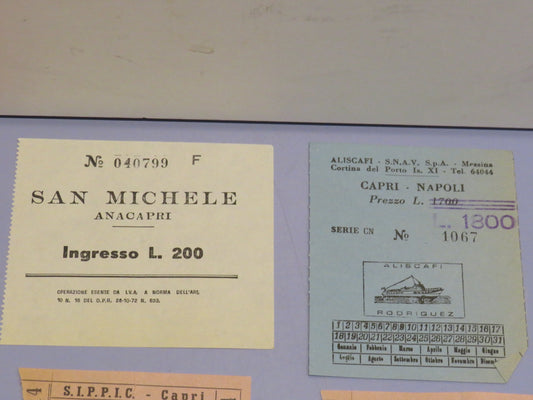 Nº 040799 F
SAN MICHELE
ANACAPRI
Ingresso L. 200
OPERAZIONE ESENTE DA I.V.A. A NORMA DELL'ART.
10 N. 16 DEL D.P.R. 26-10-72 N. 633.
ALISCAFI - S.N.A.V. S.p.A. - Messina
Cortina del Porto Is. XI - Tel. 64044
CAPRI - NAPOLI
Prezzo L. 1700
L. 1800
SERIE CN Nº 1067
ALISCAFI
RODRIQUEZ
1 2 3 4 5 6 7 8 9 10 11 12 13 14 15 16 17
18 19 20 21 22 23 24 25 26 27 28 29 30 31
Gennaio Febbraio Marzo Aprile Maggio Giugno
Luglio Agosto Settembre Ottobre Novembre
4 S.I.P.P.I.C. - Capri